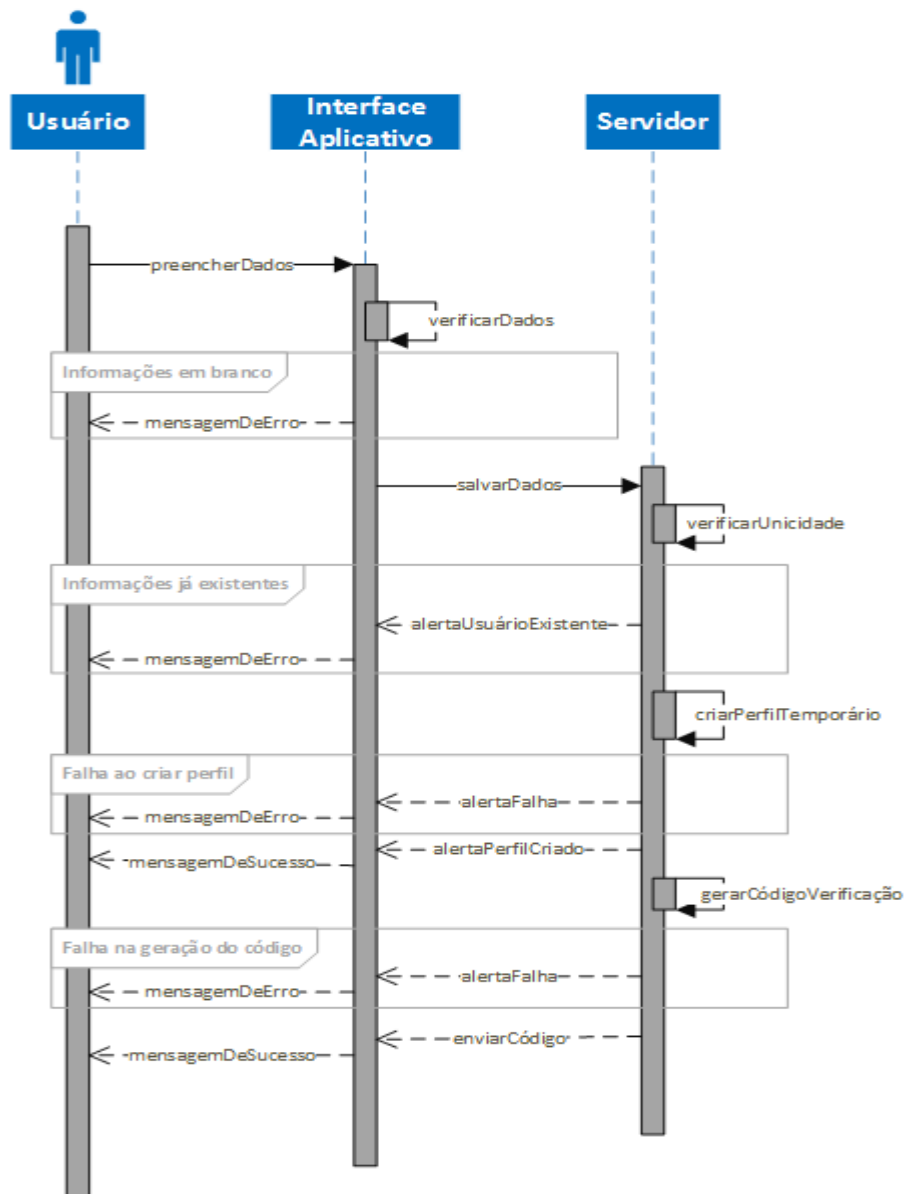 Usuário
Interface
Aplicativo
Servidor
preencherDados
verificarDados
Informações em branco
mensagemDeErro
salvarDados
verificarUnicidade
Informações já existentes
alertaUsuárioExistente
mensagemDeErro
criarPerfilTemporário
Falha ao criar perfil
alertaFalha
mensagemDeErro
alertaPerfilCriado
mensagemDeSucesso
gerarCódigoVerificação
Falha na geração do código
alertaFalha
mensagemDeErro
enviarCódigo
mensagemDeSucesso